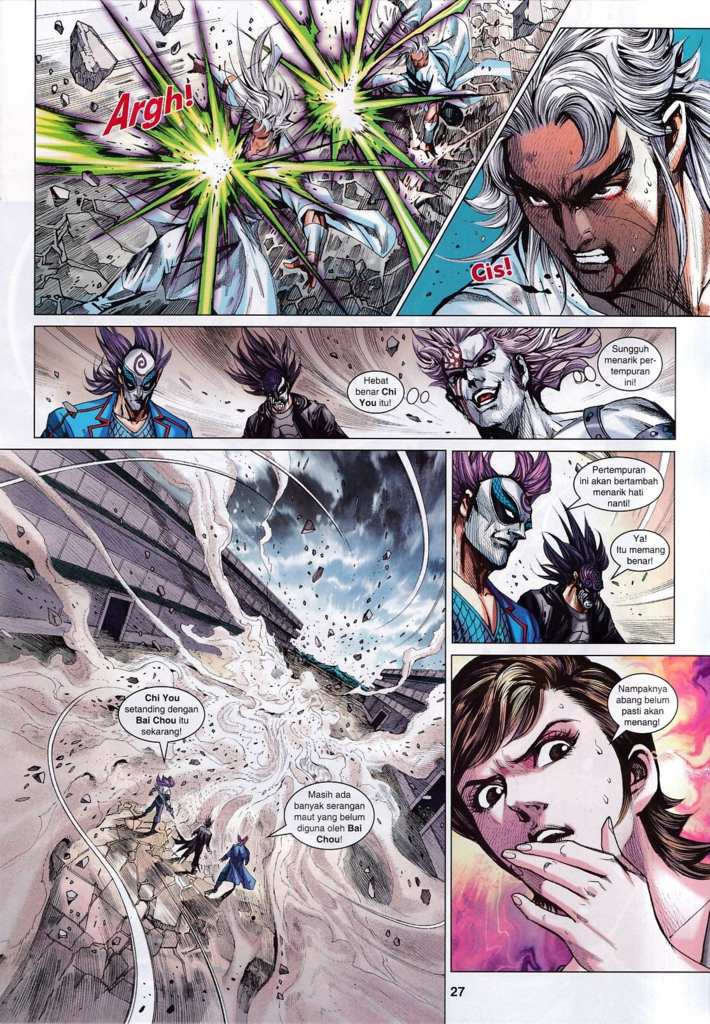 Argh!
Cis!
Hebat
benar Chi
You itu!
Sungguh
menarik per-
tempuran
ini!
Chi You
setanding dengan
Bai Chou itu
sekarang!
Masih ada
banyak serangan
maut yang belum
diguna oleh Bai
Chou!
Pertempuran
ini akan bertambah
menarik hati
nanti!
Ya!
Itu memang
benar!
Nampaknya
abang belum
pasti akan
menang!
27